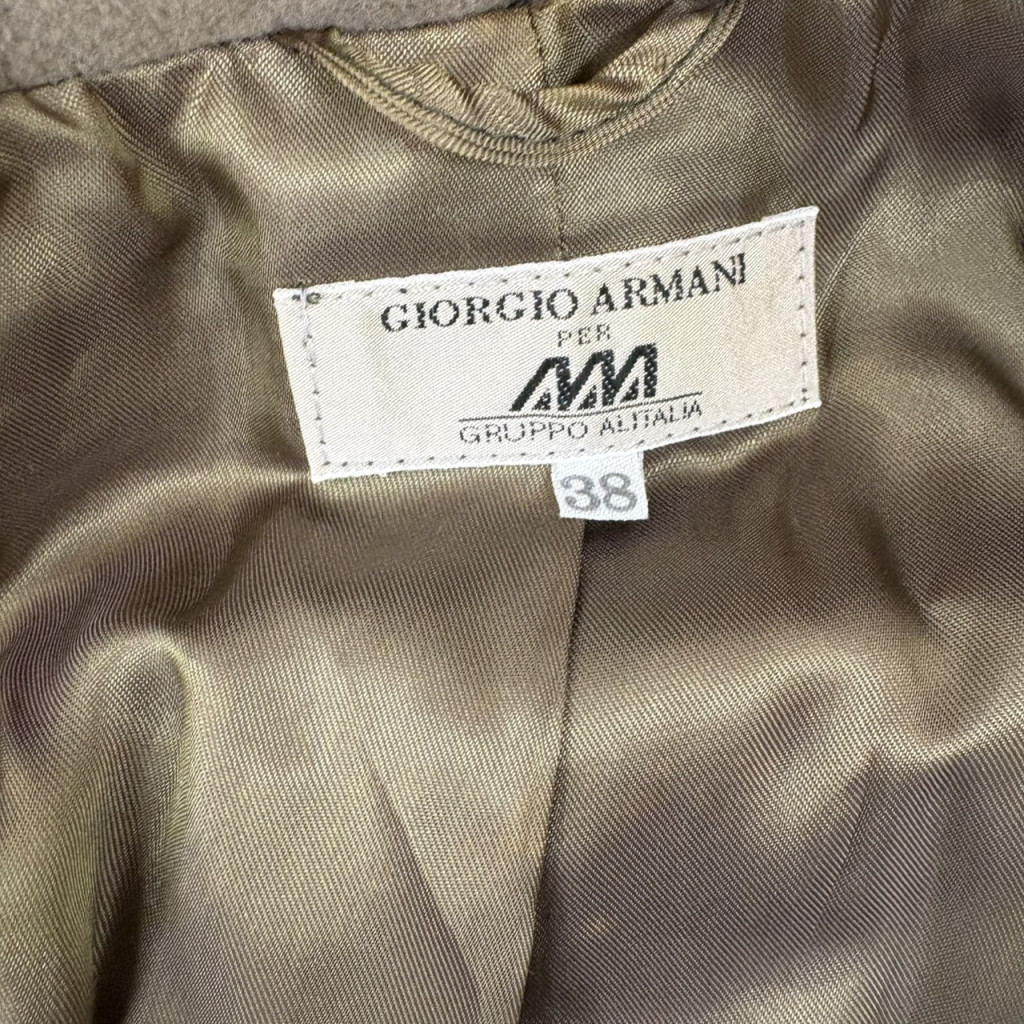 GIORGIO ARMANI
PER
GRUPPO ALITALIA
38